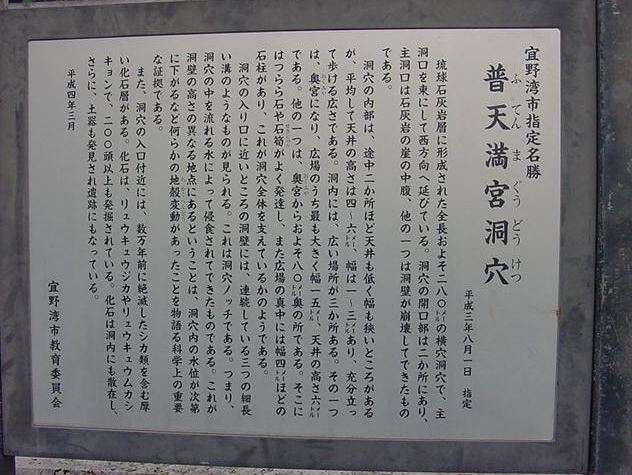 宜野湾市指定名勝
普天満宮洞穴
ふてんまぐうどうけつ
平成三年八月一日 指定
琉球石灰岩層に形成された全長およそ二八〇メートルの横穴洞穴で、主
洞口を東にして西方向へ延びている。洞穴の開口部は二か所にあり、
主洞口は石灰岩の崖の中腹、他の一つは洞壁が崩壊してできたもの
である。
洞穴の内部は、途中二か所ほど天井も低く幅も狭いところがある
が、平均して天井の高さは四〜六メートル、幅は一〜三メートルあり、充分立っ
て歩ける広さである。洞内には、広い場所が三か所ある。その一つ
は、奥宮になり、広場のうち最も大きく幅一五メートル、天井の高さ六メートル
である。他の一つは、奥宮からおよそ八〇メートル奥の所である。そこに
はつらら石や石筍がよく発達し、また広場の真中には幅四メートルほどの
石柱があり、これが洞穴全体を支えているかのようである。
洞穴の入り口に近いところの洞壁には、連続している三つの細長
い溝のようなものが見られる。これは洞穴ノッチである。つまり、
洞穴の中を流れる水によって侵食されてできたものである。これが
洞壁の高さの異なる地点にあるということは、洞穴内の水位が次第
に下がるなど何らかの地殻変動があったことを物語る科学上の重要
な証拠である。
また、洞穴の入口付近には、数万年前に絶滅したシカ類を含む厚
い化石層がある。化石は、リュウキュウジカやリュウキュウムカシ
キョンで、二〇〇頭以上も発掘されている。化石は洞内にも散在し、
さらに、土器も発見され遺跡にもなっている。
平成四年三月
宜野湾市教育委員会